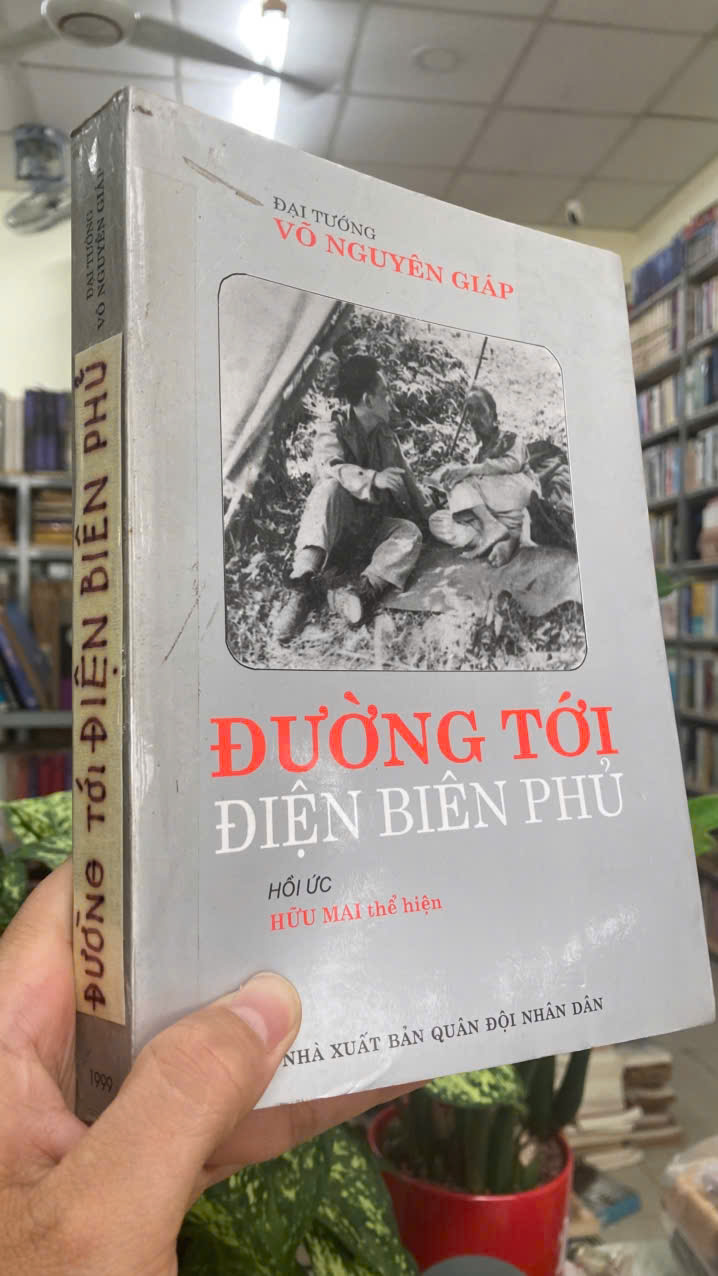 ĐẠI TƯỚNG
VÕ NGUYÊN GIÁP
ĐƯỜNG TỚI
ĐIỆN BIÊN PHỦ
HỒI ỨC
HỮU MAI thể hiện
NHÀ XUẤT BẢN QUÂN ĐỘI NHÂN DÂN
ĐẠI TƯỚNG
VÕ NGUYÊN GIÁP
ĐƯỜNG TỚI ĐIỆN BIÊN PHỦ
1999